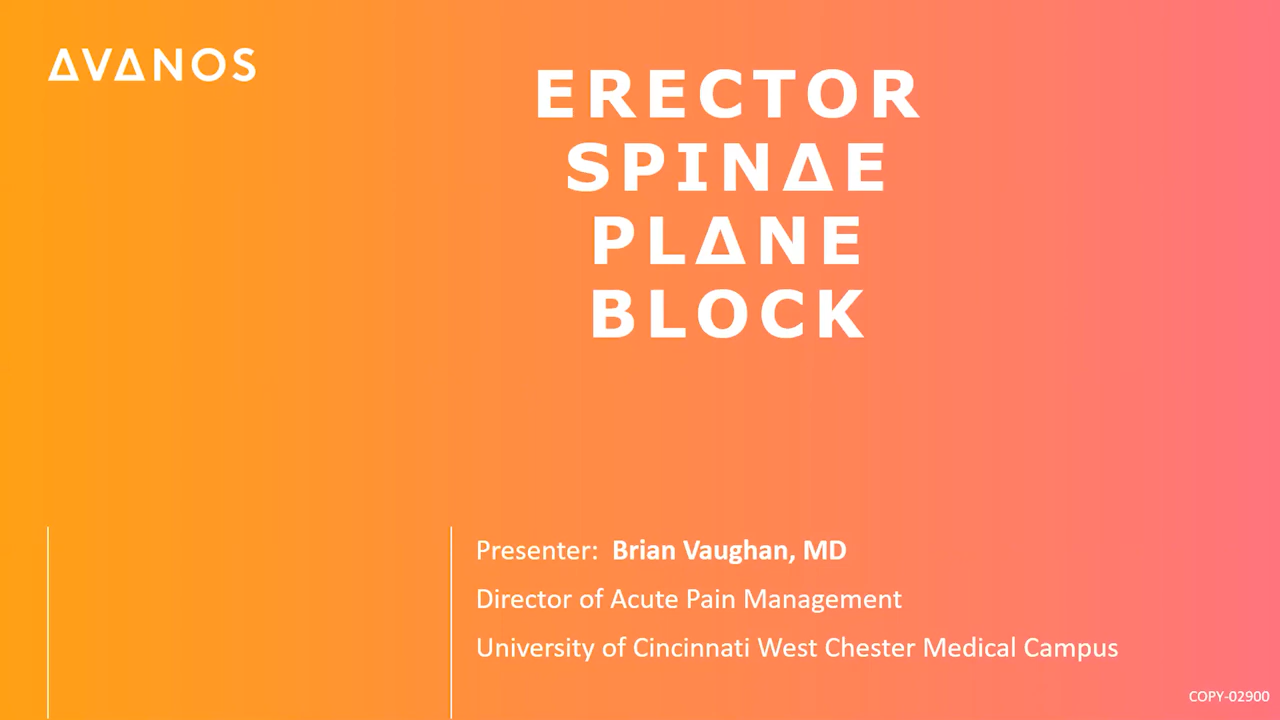 AVANOS
ERECTOR
SPINAE
PLANE
BLOCK
Presenter: Brian Vaughan, MD
Director of Acute Pain Management
University of Cincinnati West Chester Medical Campus
COPY-02900